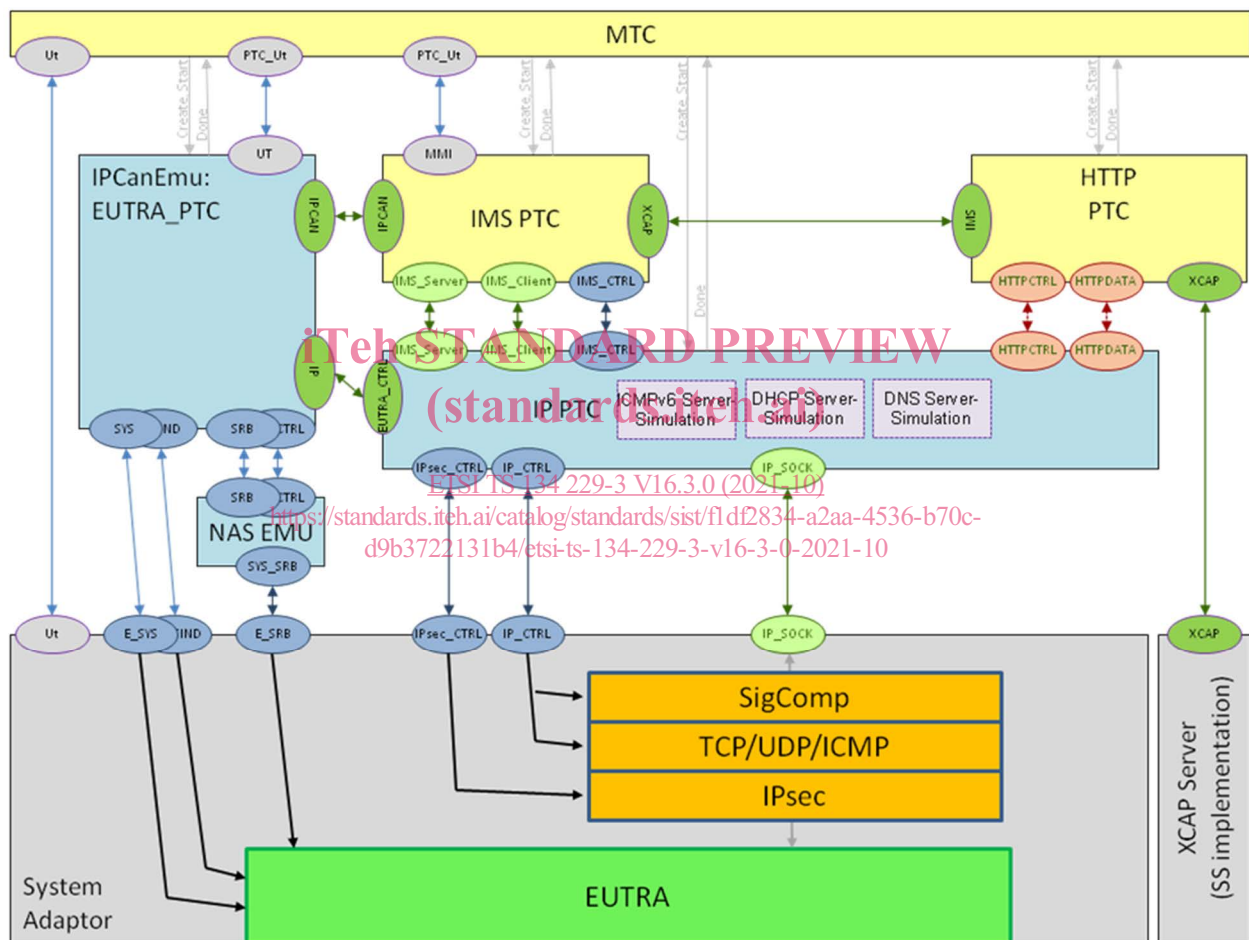 MTC
Ut
PTC_Ut
PTC_Ut
Create, Start
Done
Create, Start
Done
Create, Start
Done
Create, Start
Done
UT
MMI
IPCanEmu:
EUTRA_PTC
IPCAN
IPCAN
IMS PTC
XCAP
SMI
HTTP
PTC
IMS_Server
IMS_Client
IMS_CTRL
HTTPCTRL
HTTPDATA
XCAP
IMS_Server
IMS_Client
IMS_CTRL
HTTPCTRL
HTTPDATA
iTeh STANDARD PREVIEW
(standards.iteh.ai)
IP
EUTRA_CTRL
IP PTC
ICMPv6 Server-
Simulation
DHCP Server-
Simulation
DNS Server-
Simulation
SYS
IND
SRB
CTRL
IPsec_CTRL
IP_CTRL
IP_SOCK
ETSI TS 134 229-3 V16.3.0 (2021-10)
https://standards.iteh.ai/catalog/standards/sist/f1df2834-a2aa-4536-b70c-
d9b3722131b4/etsi-ts-134-229-3-v16-3-0-2021-10
SRB
CTRL
NAS EMU
SYS_SRB
Ut
E_SYS
IND
E_SRB
IPsec_CTRL
IP_CTRL
IP_SOCK
XCAP
SigComp
TCP/UDP/ICMP
IPsec
EUTRA
System
Adaptor
XCAP Server
(SS implementation)